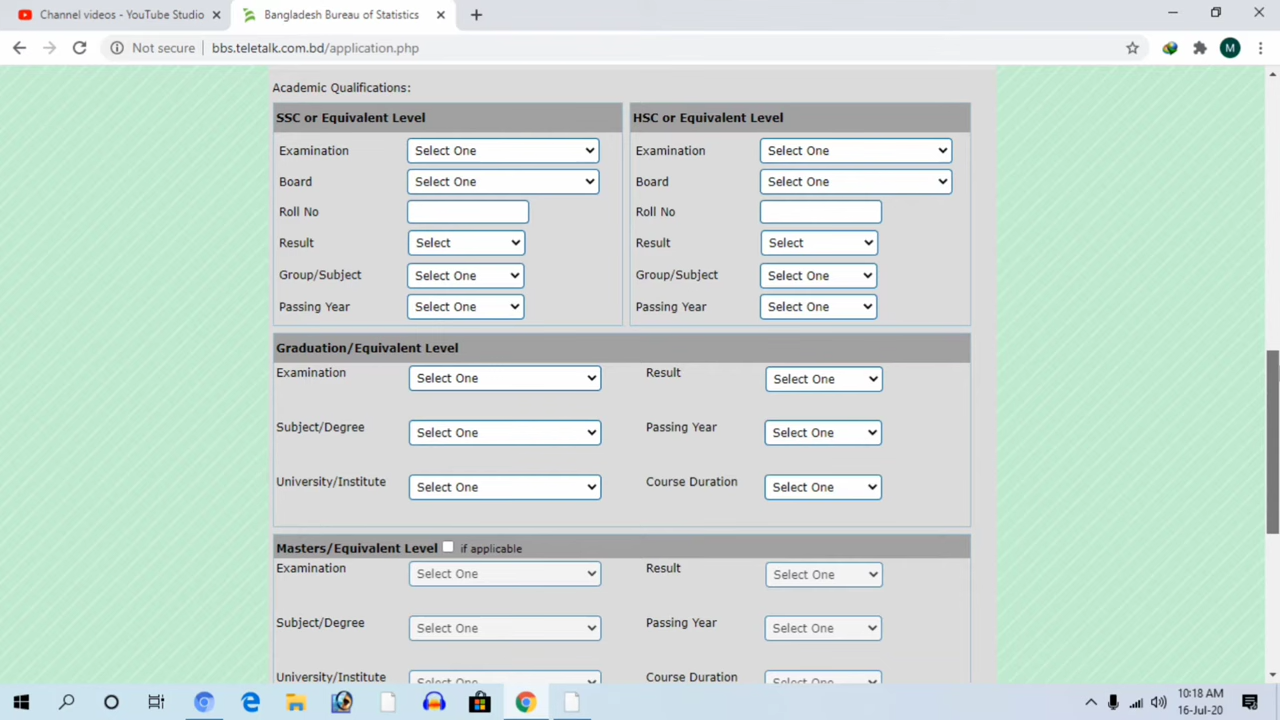 Channel videos - YouTube Studio
Bangladesh Bureau of Statistics
Not secure bbs.teletalk.com.bd/application.php
M
Academic Qualifications:
SSC or Equivalent Level
Examination Select One
Board Select One
Roll No
Result Select
Group/Subject Select One
Passing Year Select One
HSC or Equivalent Level
Examination Select One
Board Select One
Roll No
Result Select
Group/Subject Select One
Passing Year Select One
Graduation/Equivalent Level
Examination Select One Result Select One
Subject/Degree Select One Passing Year Select One
University/Institute Select One Course Duration Select One
Masters/Equivalent Level if applicable
Examination Select One Result Select One
Subject/Degree Select One Passing Year Select One
University/Institute Select One Course Duration Select One
10:18 AM
16-Jul-20